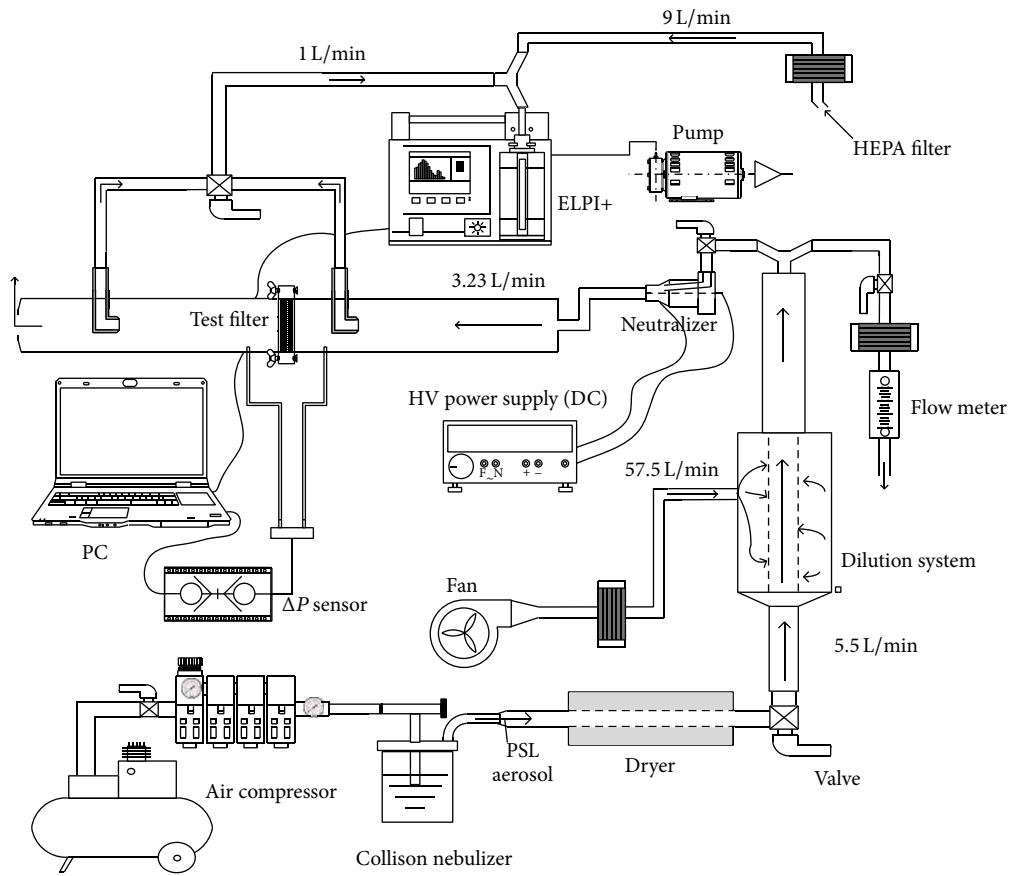 9 L/min
1 L/min
HEPA filter
Pump
ELPI+
3.23 L/min
Test filter
Neutralizer
HV power supply (DC)
F N + −
~
Flow meter
57.5 L/min
PC
Dilution system
ΔP sensor
Fan
5.5 L/min
PSL
aerosol
Dryer
Valve
Air compressor
Collison nebulizer